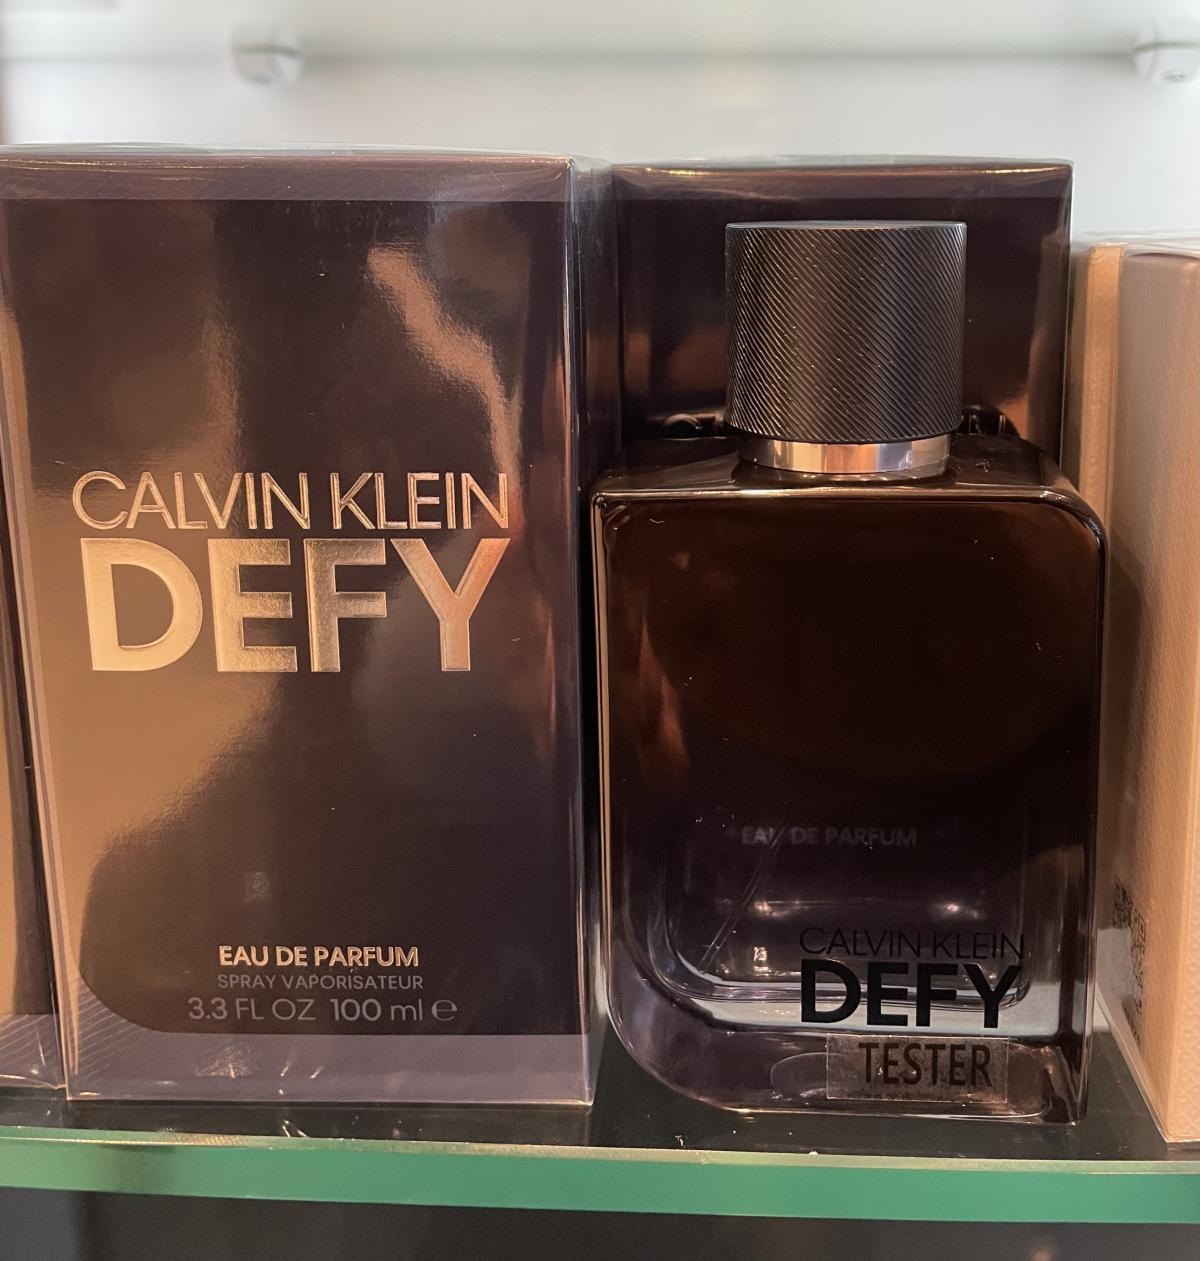 CALVIN KLEIN
DEFY
EAU DE PARFUM
SPRAY VAPORISATEUR
3.3 FL OZ 100 ml ℮
EAU DE PARFUM
CALVIN KLEIN
DEFY
TESTER